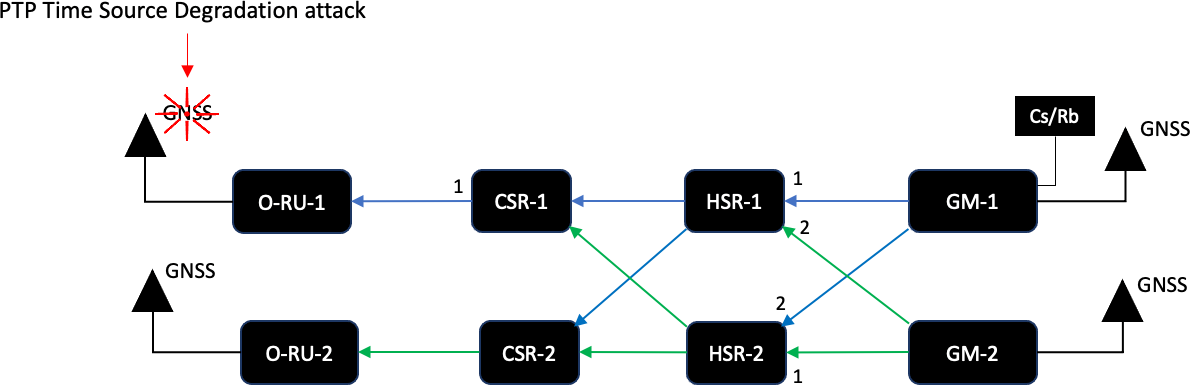 PTP Time Source Degradation attack
GNSS
Cs/Rb
GNSS
O-RU-1
1
CSR-1
HSR-1
1
2
GM-1
GNSS
GNSS
O-RU-2
CSR-2
2
HSR-2
1
GM-2